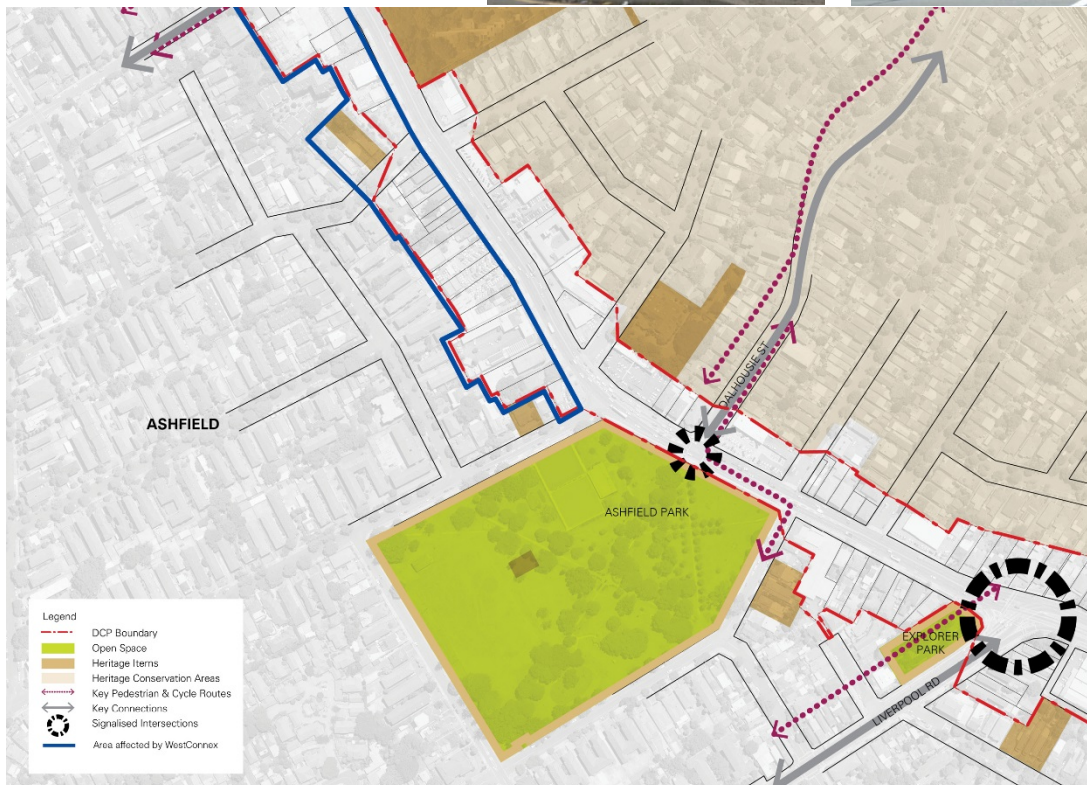 DALHOUSIE ST
ASHFIELD
ASHFIELD PARK
EXPLORER
PARK
LIVERPOOL RD
Legend
DCP Boundary
Open Space
Heritage Items
Heritage Conservation Areas
Key Pedestrian & Cycle Routes
Key Connections
Signalised Intersections
Area affected by WestConnex